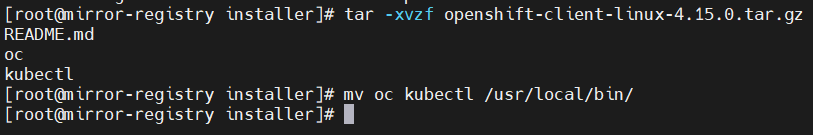 [root@mirror-registry installer]# tar -xvzf openshift-client-linux-4.15.0.tar.gz
README.md
oc
kubectl
[root@mirror-registry installer]# mv oc kubectl /usr/local/bin/
[root@mirror-registry installer]#